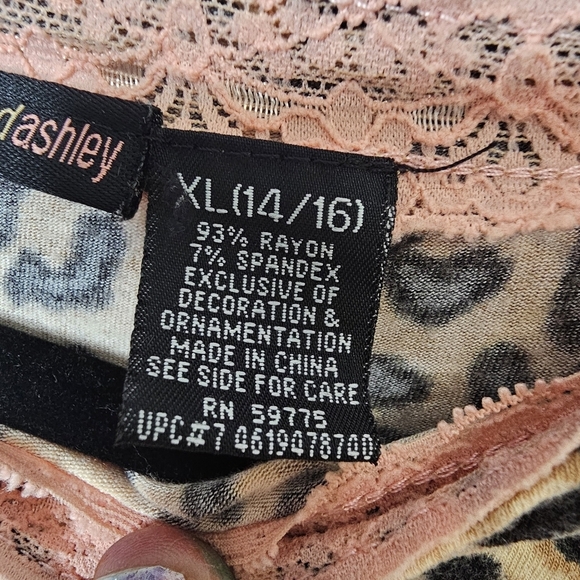 dashley
XL(14/16)
93% RAYON
7% SPANDEX
EXCLUSIVE OF
DECORATION &
ORNAMENTATION
MADE IN CHINA
SEE SIDE FOR CARE
RN 59775
UPC#7 4619478740